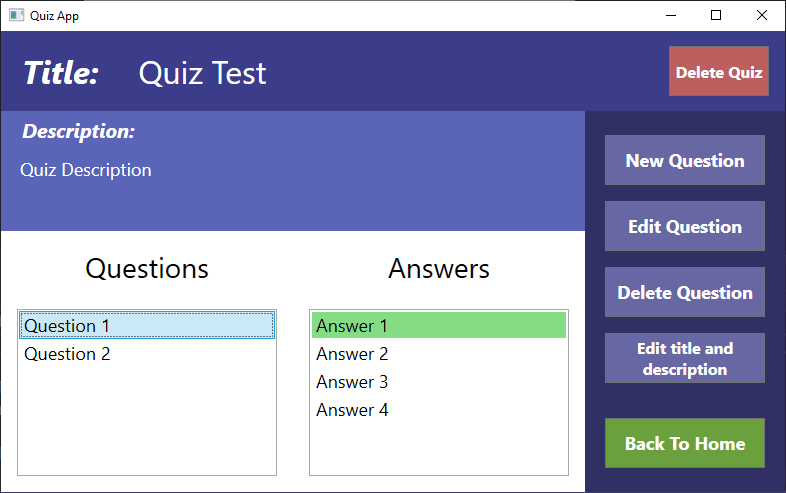 Quiz App
Title: Quiz Test
Delete Quiz
Description:
Quiz Description
New Question
Edit Question
Delete Question
Edit title and
description
Back To Home
Questions
Question 1
Question 2
Answers
Answer 1
Answer 2
Answer 3
Answer 4